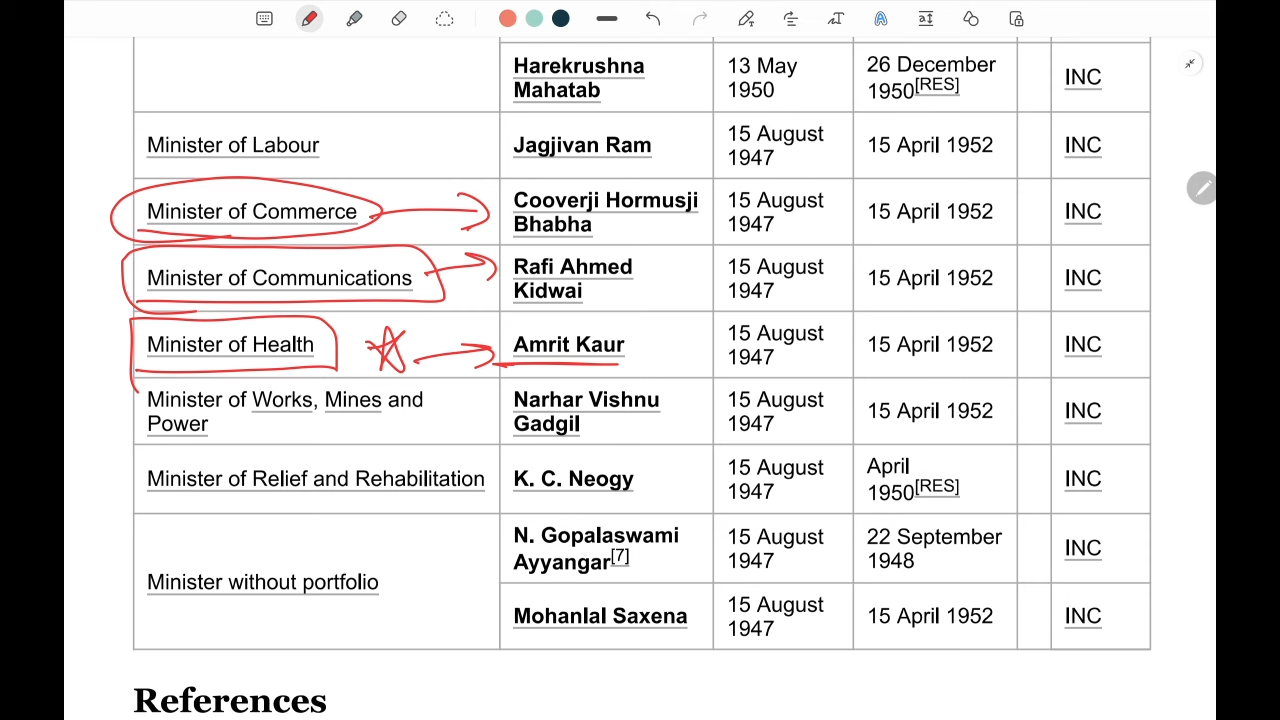 Harekrushna
Mahatab
13 May
1950
26 December
1950[RES]
INC
Minister of Labour
Jagjivan Ram
15 August
1947
15 April 1952
INC
Minister of Commerce
Cooverji Hormusji
Bhabha
15 August
1947
15 April 1952
INC
Minister of Communications
Rafi Ahmed
Kidwai
15 August
1947
15 April 1952
INC
Minister of Health
Amrit Kaur
15 August
1947
15 April 1952
INC
Minister of Works, Mines and
Power
Narhar Vishnu
Gadgil
15 August
1947
15 April 1952
INC
Minister of Relief and Rehabilitation
K. C. Neogy
15 August
1947
April
1950[RES]
INC
Minister without portfolio
N. Gopalaswami
Ayyangar[7]
15 August
1947
22 September
1948
INC
Mohanlal Saxena
15 August
1947
15 April 1952
INC
References